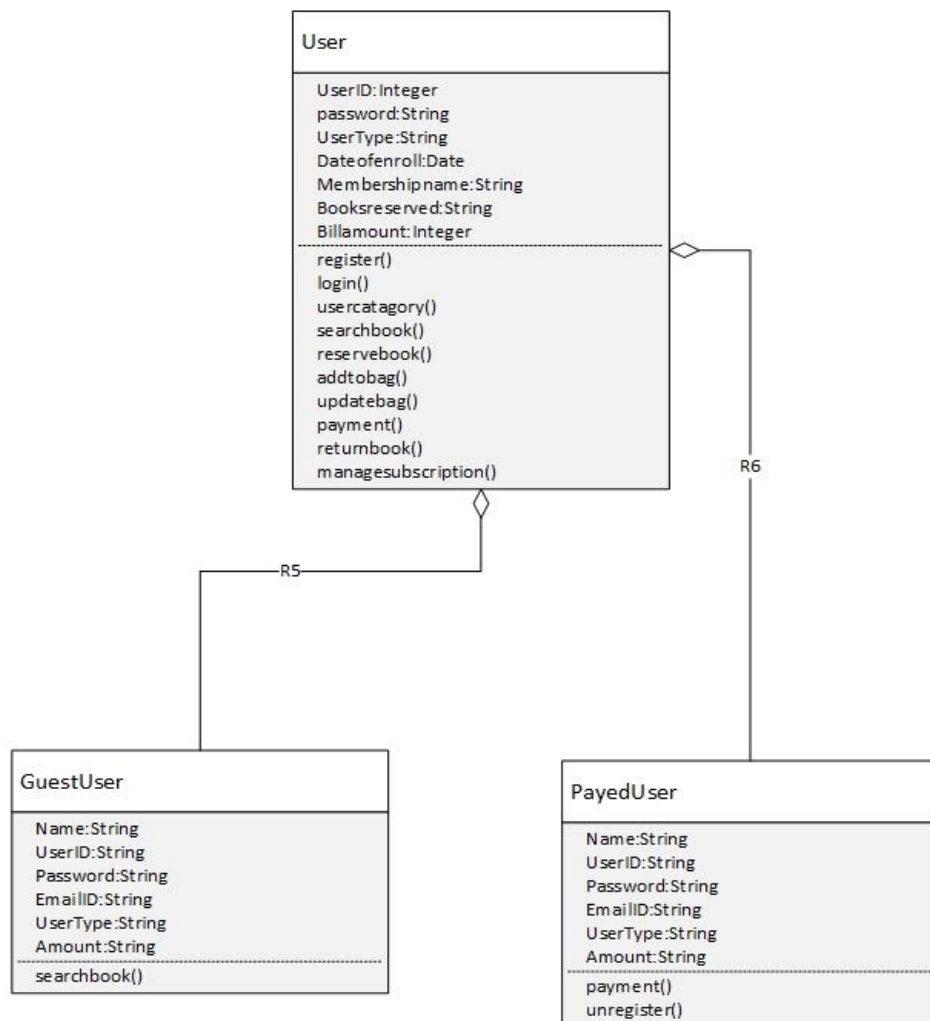 User
UserID:Integer
password:String
UserType:String
Dateofenroll:Date
Membershipname:String
Booksreserved:String
Billamount:Integer
register()
login()
usercatagory()
searchbook()
reservebook()
addtobag()
updatebag()
payment()
returnbook()
managesubscription()
R6
R5
GuestUser
Name:String
UserID:String
Password:String
EmailID:String
UserType:String
Amount:String
searchbook()
PayedUser
Name:String
UserID:String
Password:String
EmailID:String
UserType:String
Amount:String
payment()
unregister()